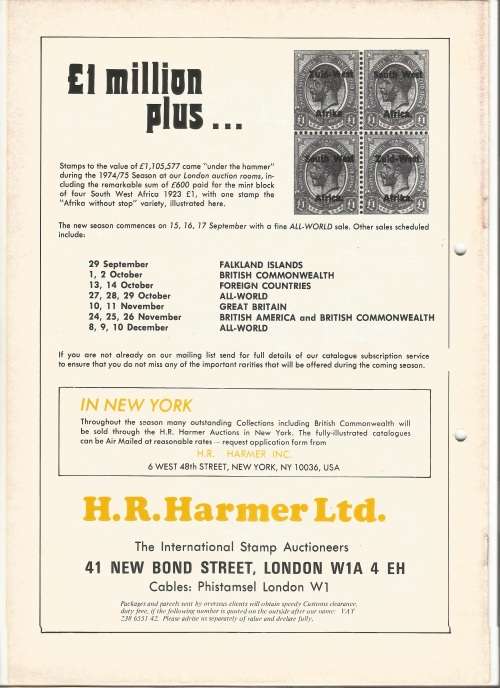 £1 million
plus ...
Zuid-West
Afrika.
£1
£1
South West
Africa.
£1
£1
South West
Africa.
£1
£1
Zuid-West
Afrika.
£1
£1
Stamps to the value of £1,105,577 came "under the hammer"
during the 1974/75 Season at our London auction rooms, in-
cluding the remarkable sum of £600 paid for the mint block
of four South West Africa 1923 £1, with one stamp the
"Afrika without stop" variety, illustrated here.
The new season commences on 15, 16, 17 September with a fine ALL-WORLD sale. Other sales scheduled
include:
29 September FALKLAND ISLANDS
1, 2 October BRITISH COMMONWEALTH
13, 14 October FOREIGN COUNTRIES
27, 28, 29 October ALL-WORLD
10, 11 November GREAT BRITAIN
24, 25, 26 November BRITISH AMERICA and BRITISH COMMONWEALTH
8, 9, 10 December ALL-WORLD
If you are not already on our mailing list send for full details of our catalogue subscription service
to ensure that you do not miss any of the important rarities that will be offered during the coming season.
IN NEW YORK
Throughout the season many outstanding Collections including British Commonwealth will
be sold through the H.R. Harmer Auctions in New York. The fully-illustrated catalogues
can be Air Mailed at reasonable rates -- request application form from
H.R. HARMER INC.
6 WEST 48th STREET, NEW YORK, NY 10036, USA
H.R.Harmer Ltd.
The International Stamp Auctioneers
41 NEW BOND STREET, LONDON W1A 4 EH
Cables: Phistamsel London W1
Packages and parcels sent by overseas clients will obtain speedy Customs clearance,
duty free, if the following number is quoted on the outside after our name: VAT
238 6551 42. Please advise us separately of value and declare fully.